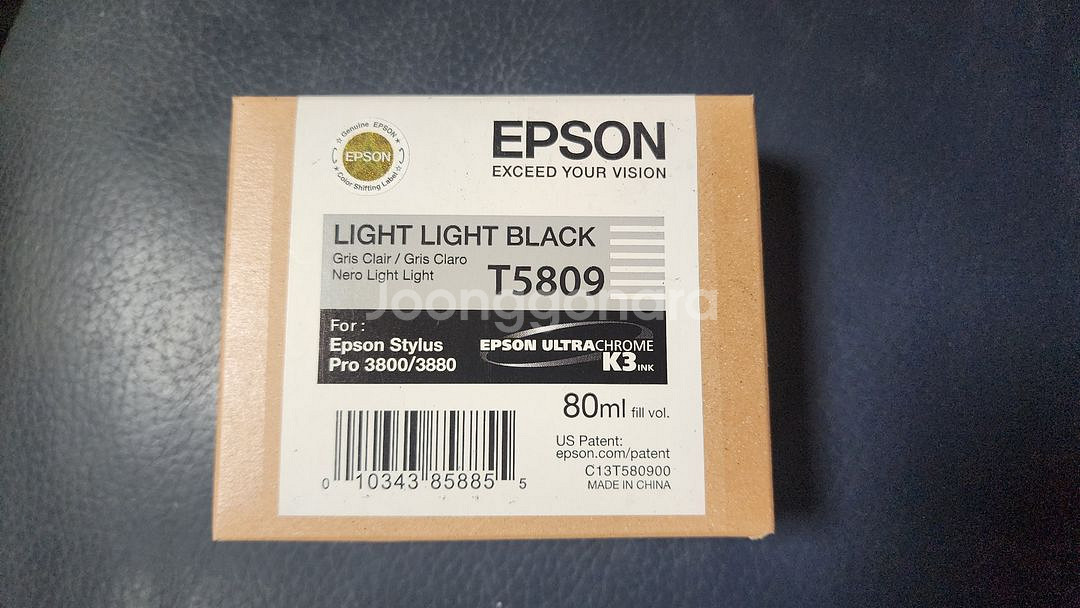 ☆ Genuine EPSON ☆
EPSON
☆ Color Shifting Label ☆
EPSON
EXCEED YOUR VISION
LIGHT LIGHT BLACK
Gris Clair / Gris Claro
Nero Light Light
T5809
Joonggonara
For :
Epson Stylus
Pro 3800/3880
EPSON ULTRACHROME
K3 INK
80ml fill vol.
US Patent:
epson.com/patent
C13T580900
MADE IN CHINA
0 10343 85885 5